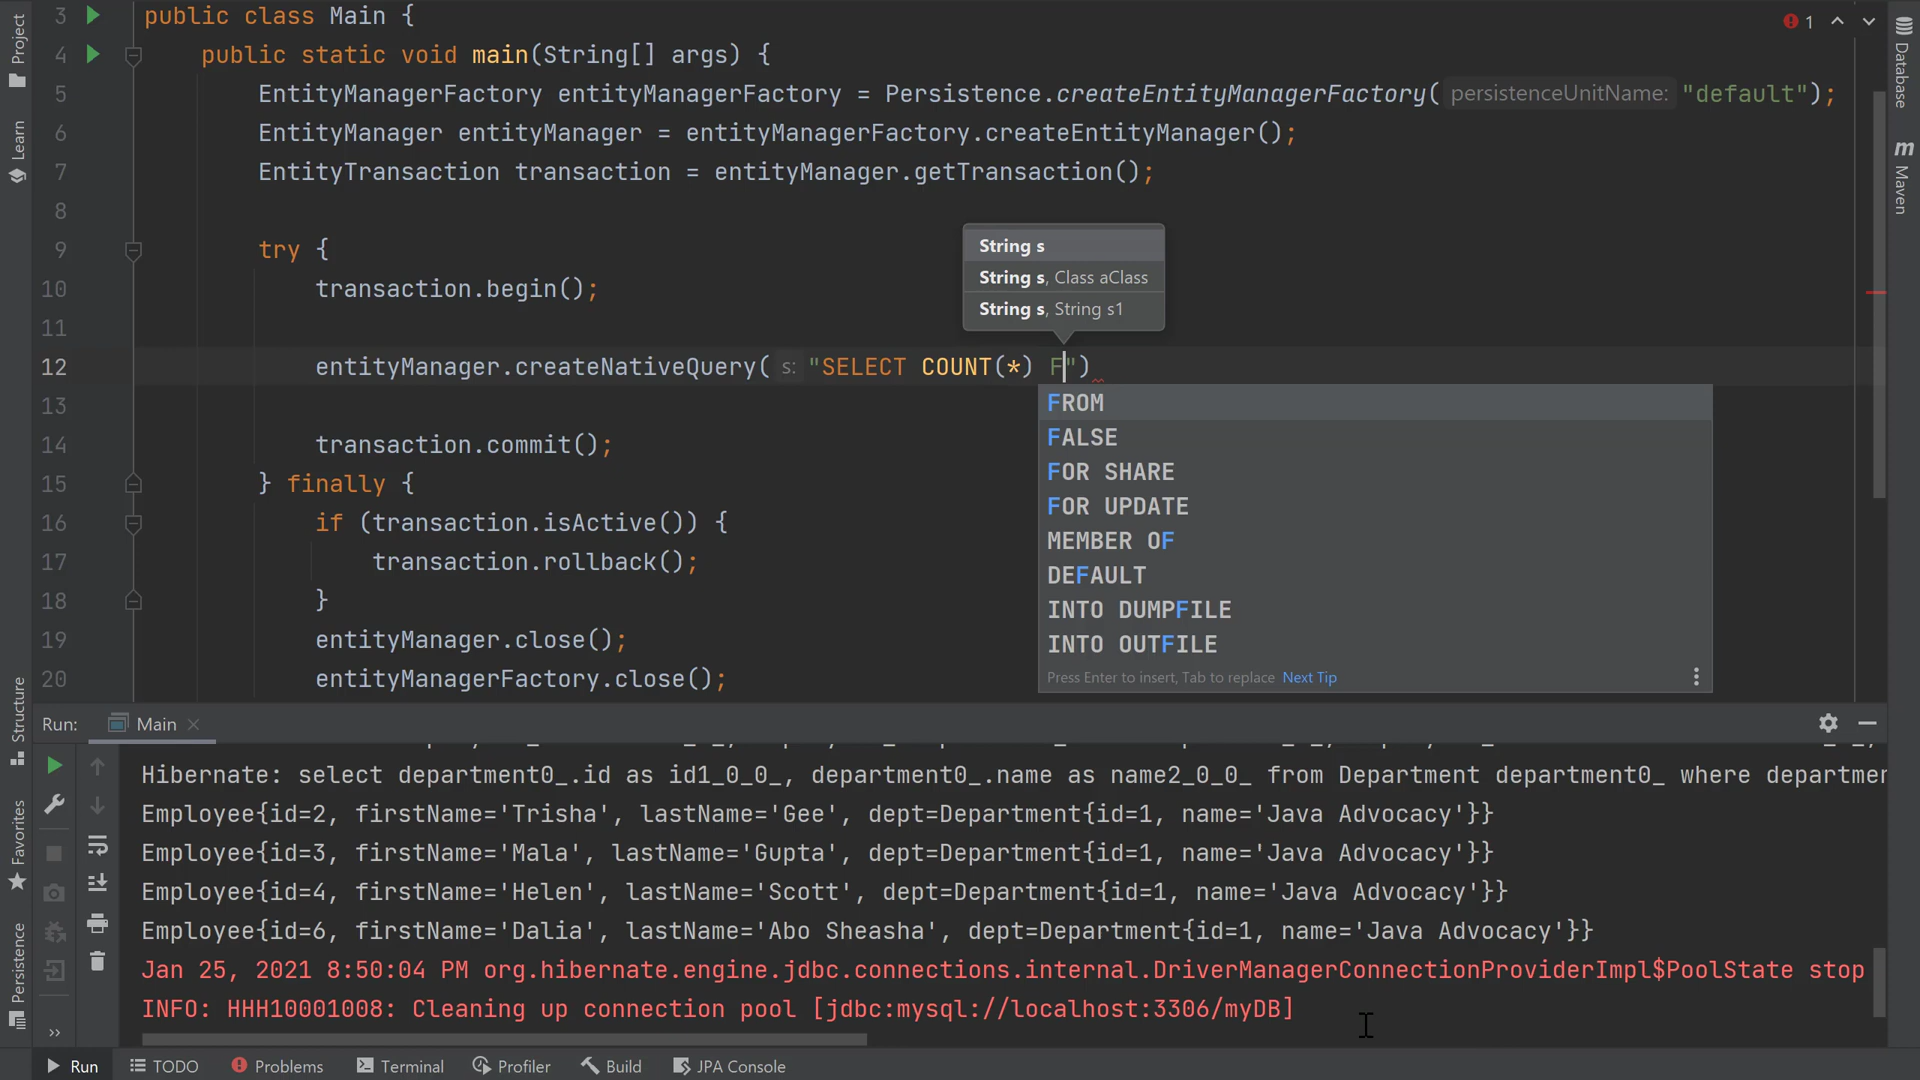 3 public class Main {
4 public static void main(String[] args) {
5 EntityManagerFactory entityManagerFactory = Persistence.createEntityManagerFactory( persistenceUnitName: "default");
6 EntityManager entityManager = entityManagerFactory.createEntityManager();
7 EntityTransaction transaction = entityManager.getTransaction();
8
9 try {
10 transaction.begin();
11
12 entityManager.createNativeQuery( s: "SELECT COUNT(*) F")
13
14 transaction.commit();
15 } finally {
16 if (transaction.isActive()) {
17 transaction.rollback();
18 }
19 entityManager.close();
20 entityManagerFactory.close();
1
String s
String s, Class aClass
String s, String s1
FROM
FALSE
FOR SHARE
FOR UPDATE
MEMBER OF
DEFAULT
INTO DUMPFILE
INTO OUTFILE
Press Enter to insert, Tab to replace Next Tip
Project
Learn
Structure
Favorites
Persistence
Database
m Maven
Run: Main
Hibernate: select department0_.id as id1_0_0_, department0_.name as name2_0_0_ from Department department0_ where departmen
Employee{id=2, firstName='Trisha', lastName='Gee', dept=Department{id=1, name='Java Advocacy'}}
Employee{id=3, firstName='Mala', lastName='Gupta', dept=Department{id=1, name='Java Advocacy'}}
Employee{id=4, firstName='Helen', lastName='Scott', dept=Department{id=1, name='Java Advocacy'}}
Employee{id=6, firstName='Dalia', lastName='Abo Sheasha', dept=Department{id=1, name='Java Advocacy'}}
Jan 25, 2021 8:50:04 PM org.hibernate.engine.jdbc.connections.internal.DriverManagerConnectionProviderImpl$PoolState stop
INFO: HHH10001008: Cleaning up connection pool [jdbc:mysql://localhost:3306/myDB]
Run TODO Problems Terminal Profiler Build JPA Console